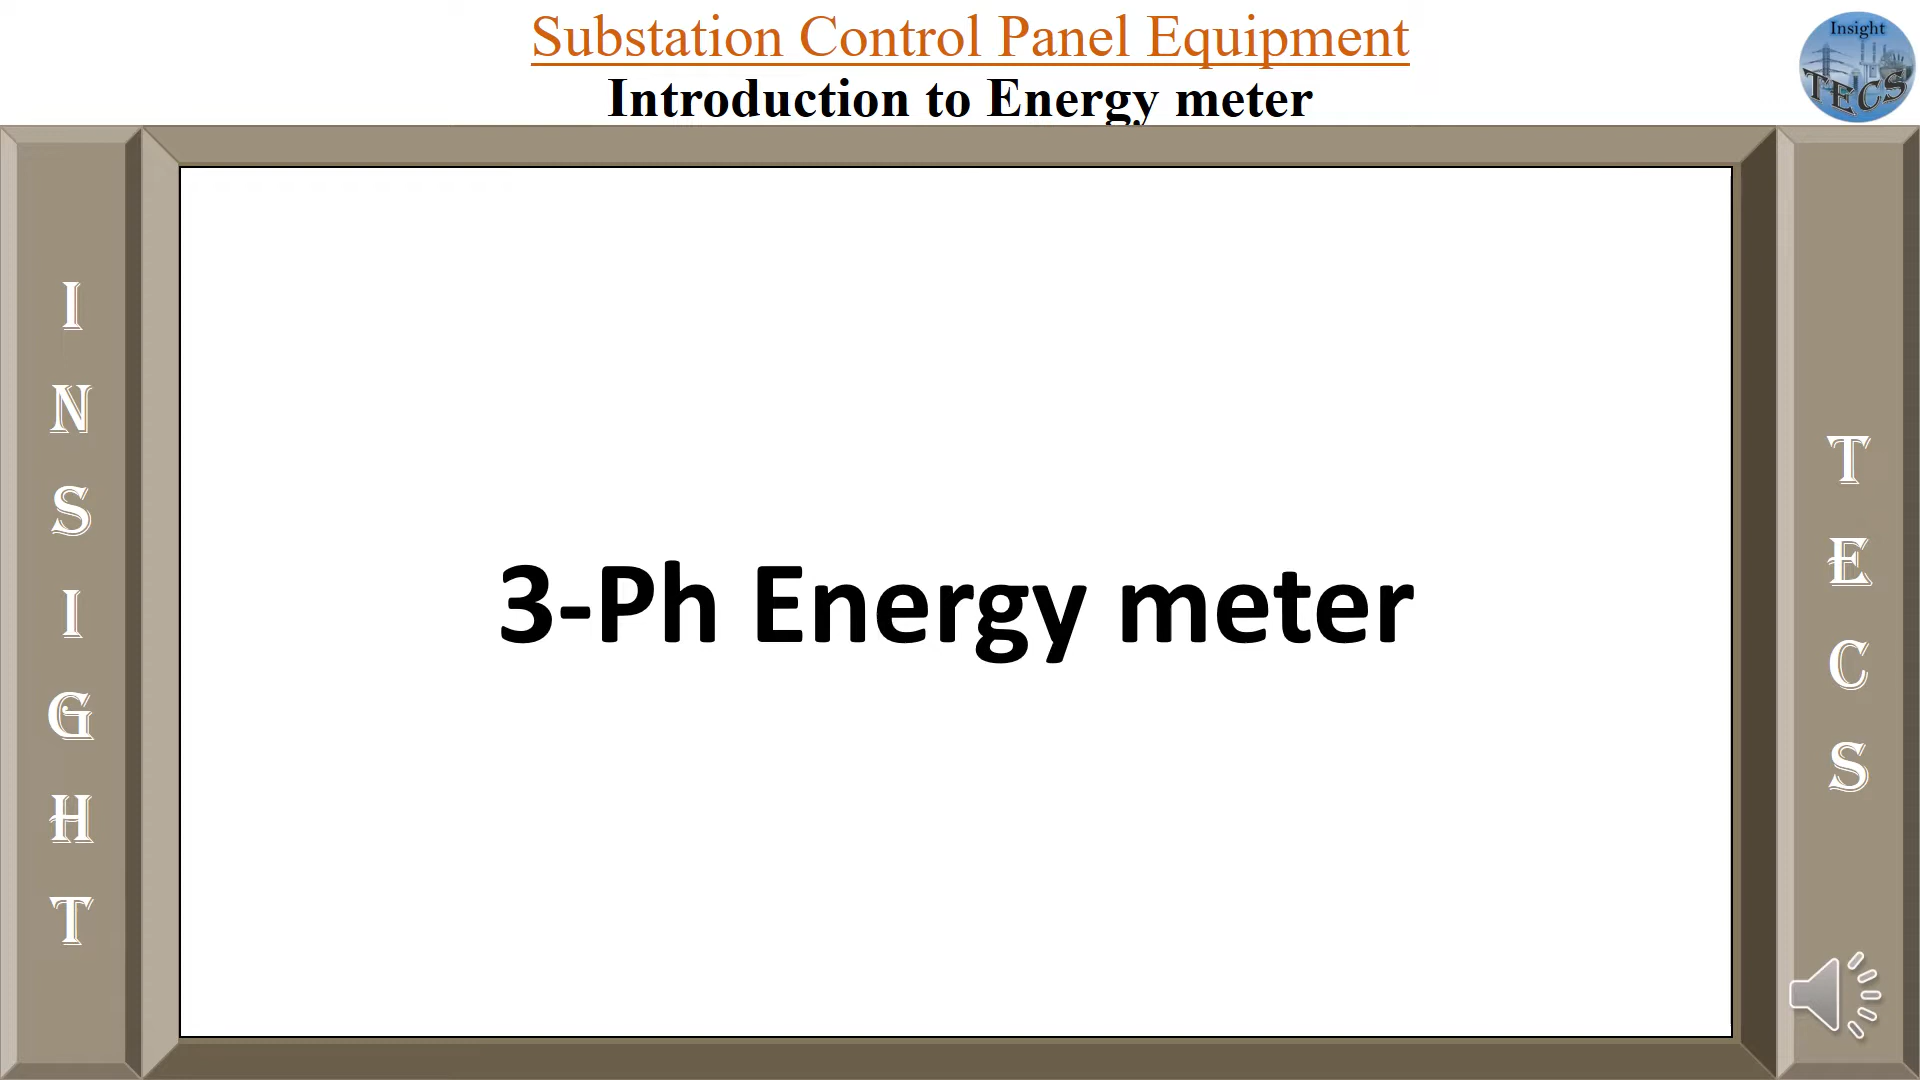 Substation Control Panel Equipment
Introduction to Energy meter
Insight
TECS
I
N
S
I
G
H
T
3-Ph Energy meter
T
E
C
S